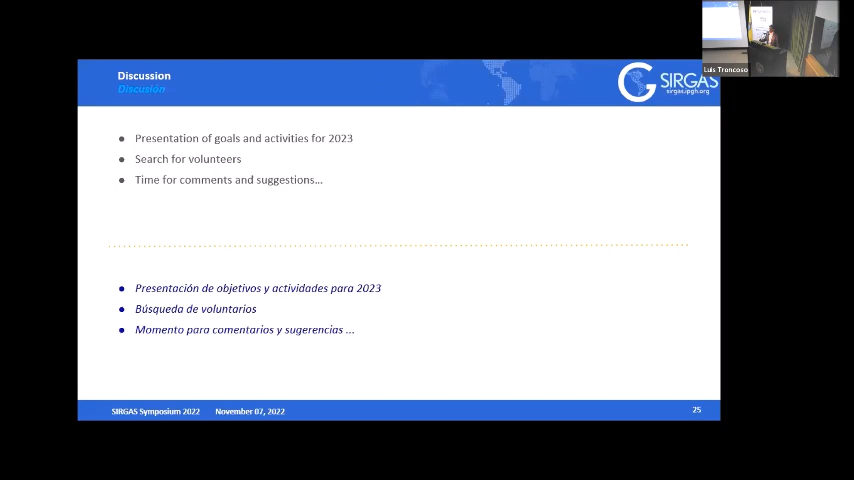 Discussion
Discusión
SIRGAS
sirgas.ipgh.org
Luis Troncoso
● Presentation of goals and activities for 2023
● Search for volunteers
● Time for comments and suggestions...
● Presentación de objetivos y actividades para 2023
● Búsqueda de voluntarios
● Momento para comentarios y sugerencias ...
SIRGAS Symposium 2022 November 07, 2022
25